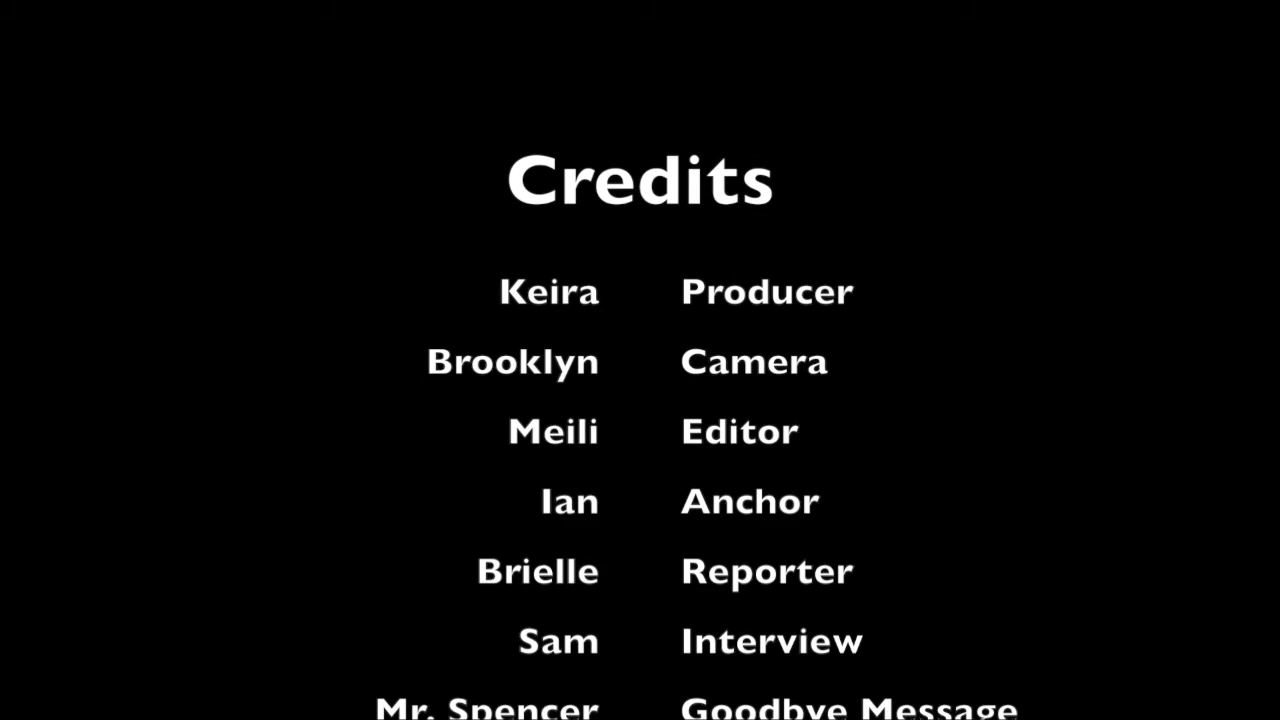 Credits
Keira Producer
Brooklyn Camera
Meili Editor
Ian Anchor
Brielle Reporter
Sam Interview
Mr. Spencer Goodbye Message